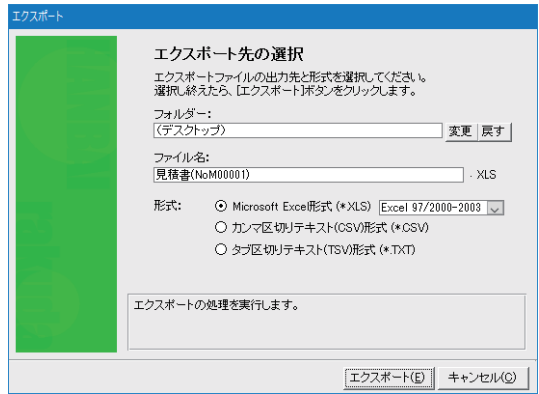 エクスポート
エクスポート先の選択
エクスポートファイルの出力先と形式を選択してください。
選択し終えたら、[エクスポート]ボタンをクリックします。
フォルダー:
(デスクトップ) 変更 戻す
ファイル名:
見積書(NoM00001) . XLS
形式: Microsoft Excel形式 (*.XLS) Excel 97/2000-2003
カンマ区切りテキスト(CSV)形式 (*.CSV)
タブ区切りテキスト(TSV)形式 (*.TXT)
エクスポートの処理を実行します。
エクスポート(E) キャンセル(C)